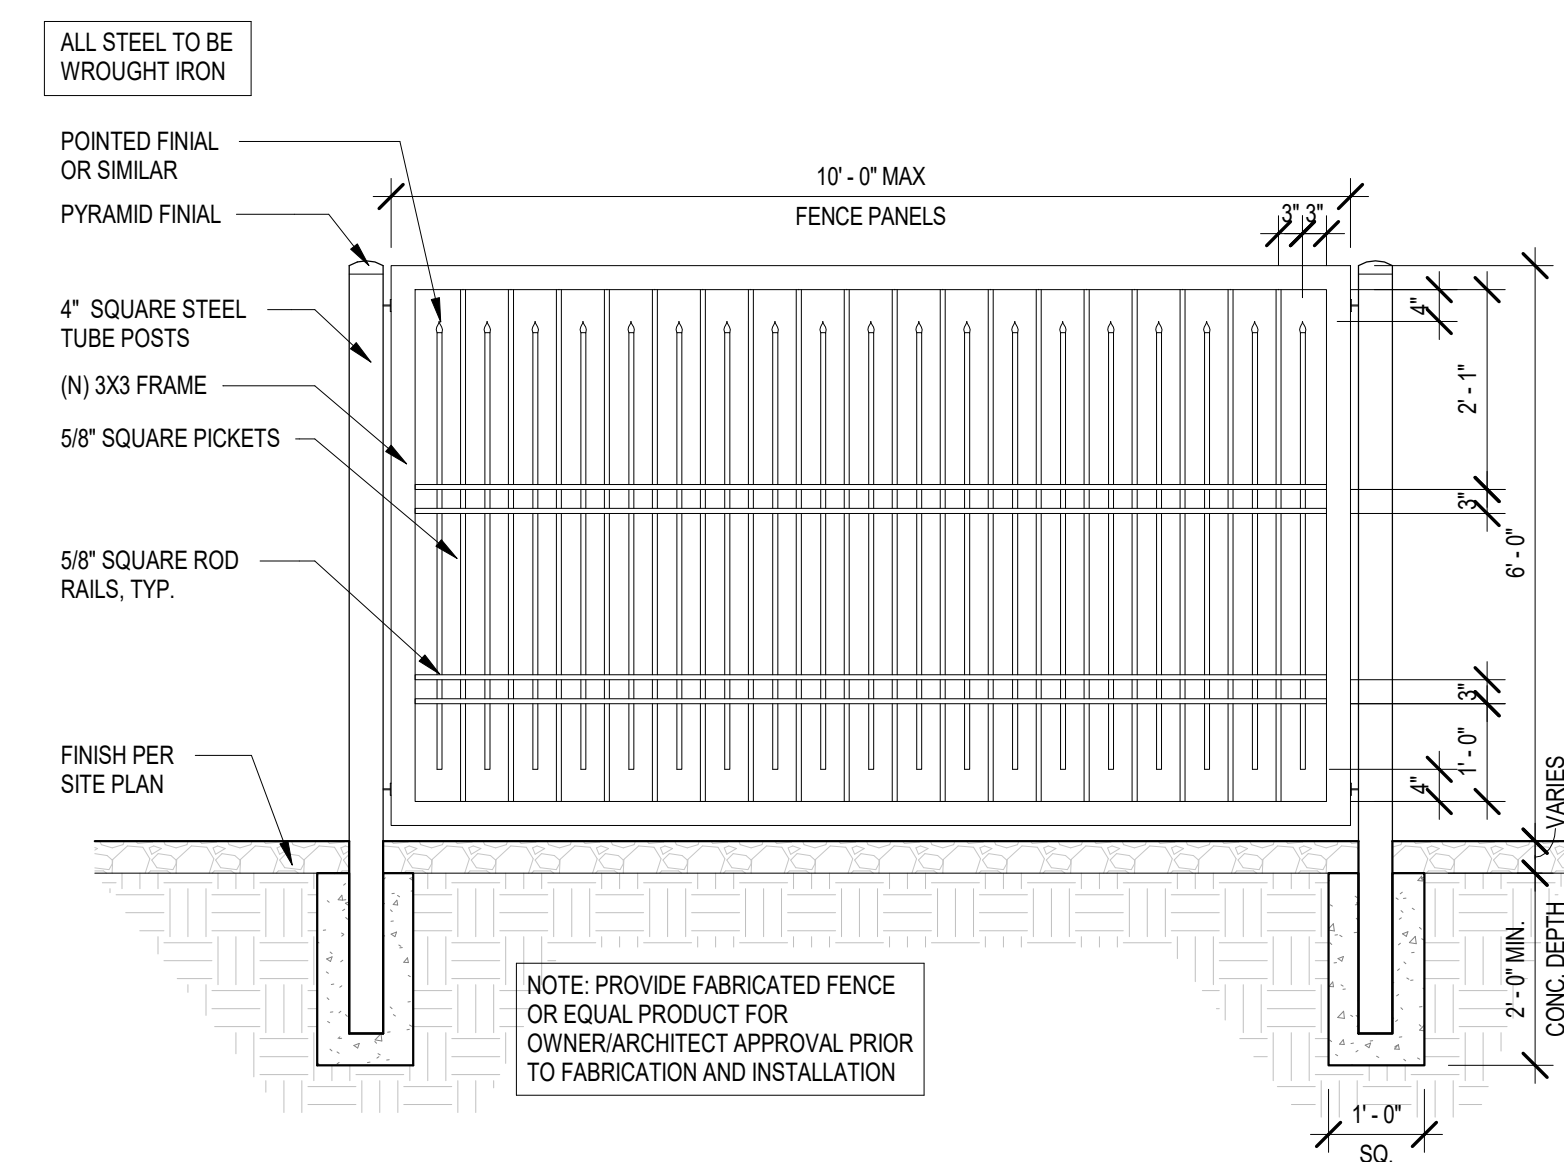 ALL STEEL TO BE
WROUGHT IRON
POINTED FINIAL
OR SIMILAR
PYRAMID FINIAL
4" SQUARE STEEL
TUBE POSTS
(N) 3X3 FRAME
5/8" SQUARE PICKETS
5/8" SQUARE ROD
RAILS, TYP.
FINISH PER
SITE PLAN
10' - 0" MAX
FENCE PANELS
3" 3"
4"
2' - 1"
3"
6' - 0"
3"
1' - 0"
4"
VARIES
2' - 0" MIN.
CONC. DEPTH
1' - 0"
SQ.
NOTE: PROVIDE FABRICATED FENCE
OR EQUAL PRODUCT FOR
OWNER/ARCHITECT APPROVAL PRIOR
TO FABRICATION AND INSTALLATION